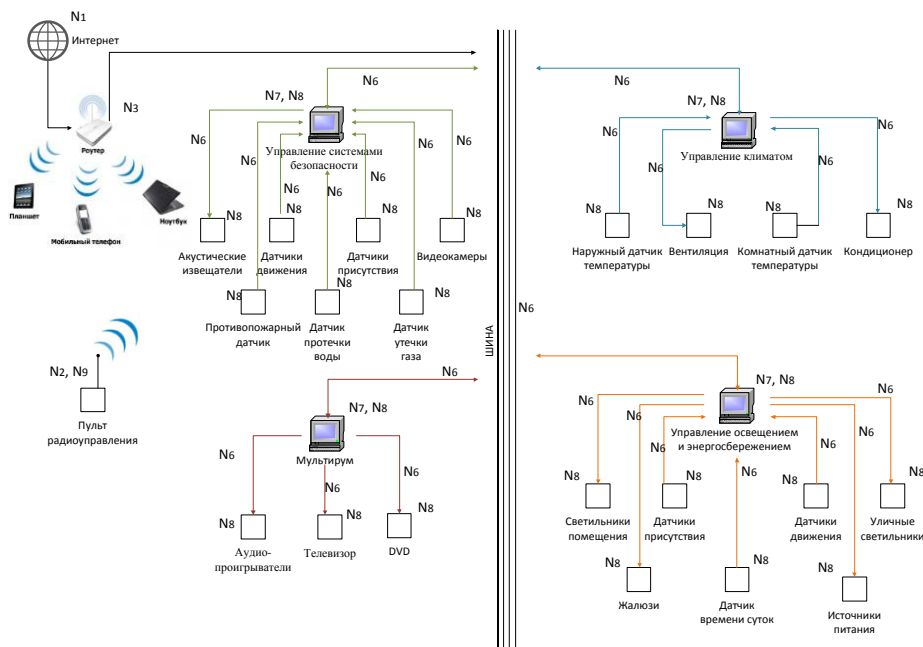 N1
Интернет
N3
Роутер
Планшет
Мобильный телефон
Ноутбук
N2, N9
Пульт
радиоуправления
N6
N7, N8
Управление системами
безопасности
N6
N6
N6
N6
N6
N6
N6
N8
Акустические
извещатели
N8
Датчики
движения
N8
Датчики
присутствия
N8
Видеокамеры
N8
Противопожарный
датчик
N8
Датчик
протечки
воды
N8
Датчик
утечки
газа
N6
N7, N8
Мультирум
N6
N6
N6
N8
Аудио-
проигрыватели
N8
Телевизор
N8
DVD
ШИНА
N6
N6
N7, N8
Управление климатом
N6
N6
N6
N6
N8
Наружный датчик
температуры
N8
Вентиляция
N8
Комнатный датчик
температуры
N8
Кондиционер
N6
N7, N8
Управление освещением
и энергосбережением
N6
N6
N6
N6
N6
N6
N6
N8
Светильники
помещения
N8
Датчики
присутствия
N8
Датчики
движения
N8
Уличные
светильники
N8
Жалюзи
N8
Датчик
времени суток
N8
Источники
питания